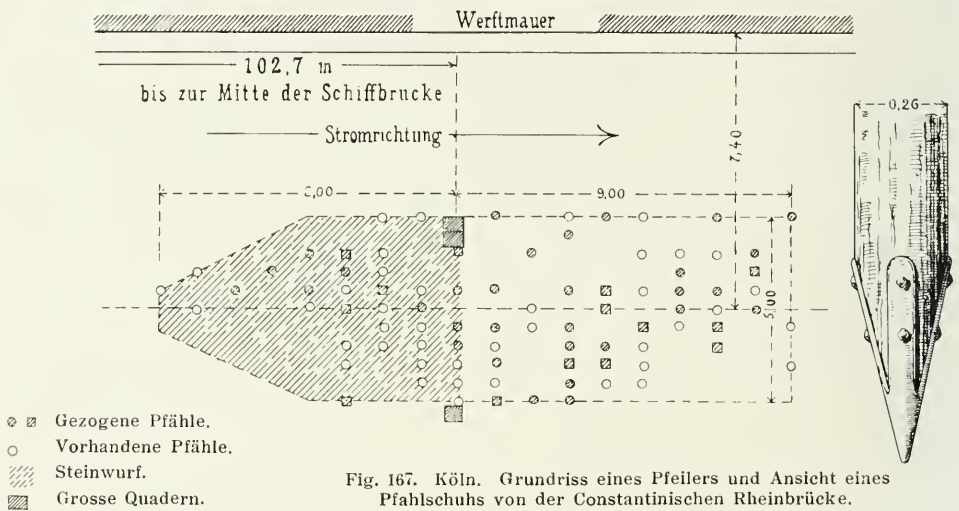 Werftmauer
102,7 m
bis zur Mitte der Schiffbrucke
Stromrichtung
7,40
0,26
9,00
5,00
Gezogene Pfähle.
Vorhandene Pfähle.
Steinwurf.
Grosse Quadern.
Fig. 167. Köln. Grundriss eines Pfeilers und Ansicht eines
Pfahlschuhs von der Constantinischen Rheinbrücke.